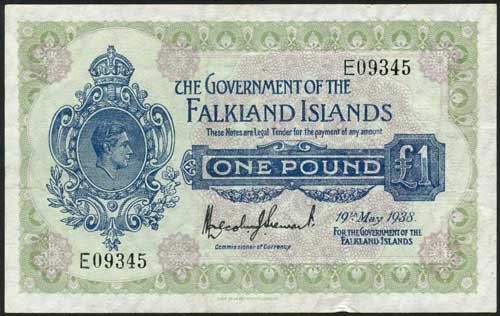 E09345
THE GOVERNMENT OF THE
FALKLAND ISLANDS
These Notes are Legal Tender for the payment of any amount
ONE POUND £1
19th May 1938.
Commissioner of Currency
FOR THE GOVERNMENT OF THE
FALKLAND ISLANDS
E09345